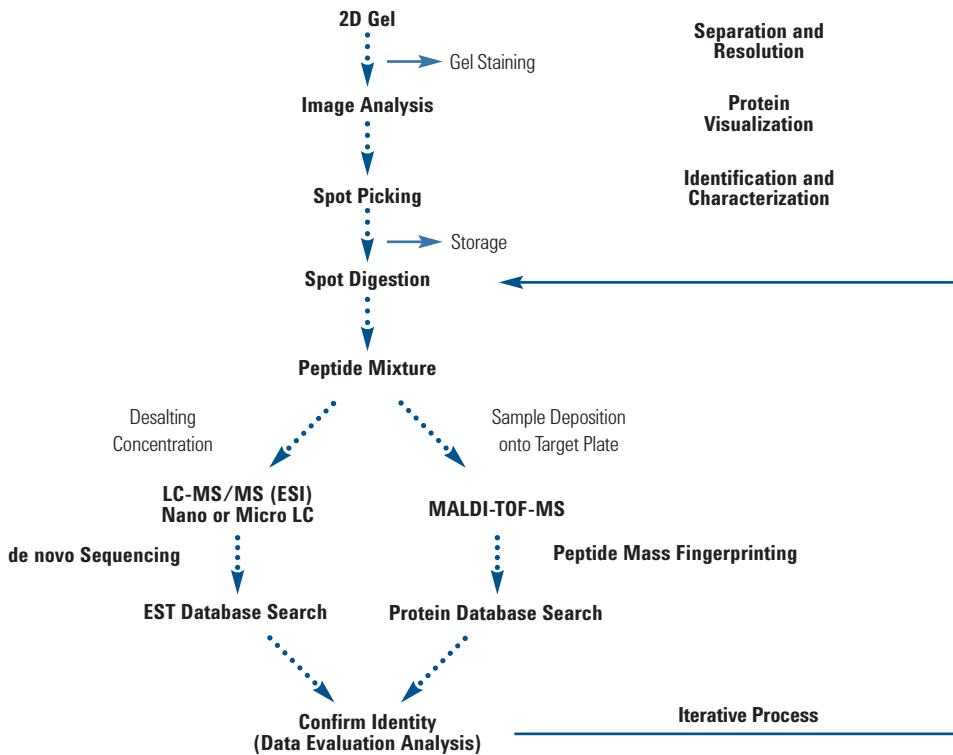 2D Gel
Separation and
Resolution
Gel Staining
Image Analysis
Protein
Visualization
Identification and
Characterization
Spot Picking
Storage
Spot Digestion
Peptide Mixture
Desalting
Concentration
Sample Deposition
onto Target Plate
LC-MS/MS (ESI)
Nano or Micro LC
MALDI-TOF-MS
de novo Sequencing
Peptide Mass Fingerprinting
EST Database Search
Protein Database Search
Confirm Identity
(Data Evaluation Analysis)
Iterative Process